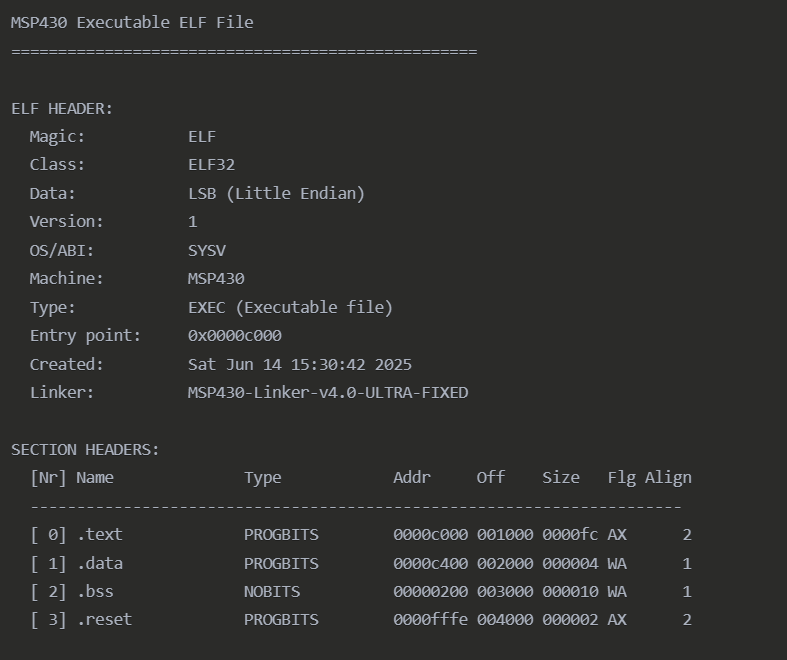 MSP430 Executable ELF File
==================================================
ELF HEADER:
Magic: ELF
Class: ELF32
Data: LSB (Little Endian)
Version: 1
OS/ABI: SYSV
Machine: MSP430
Type: EXEC (Executable file)
Entry point: 0x0000c000
Created: Sat Jun 14 15:30:42 2025
Linker: MSP430-Linker-v4.0-ULTRA-FIXED
SECTION HEADERS:
[Nr] Name Type Addr Off Size Flg Align
----------------------------------------------------------------------
[ 0] .text PROGBITS 0000c000 001000 0000fc AX 2
[ 1] .data PROGBITS 0000c400 002000 000004 WA 1
[ 2] .bss NOBITS 00000200 003000 000010 WA 1
[ 3] .reset PROGBITS 0000fffe 004000 000002 AX 2